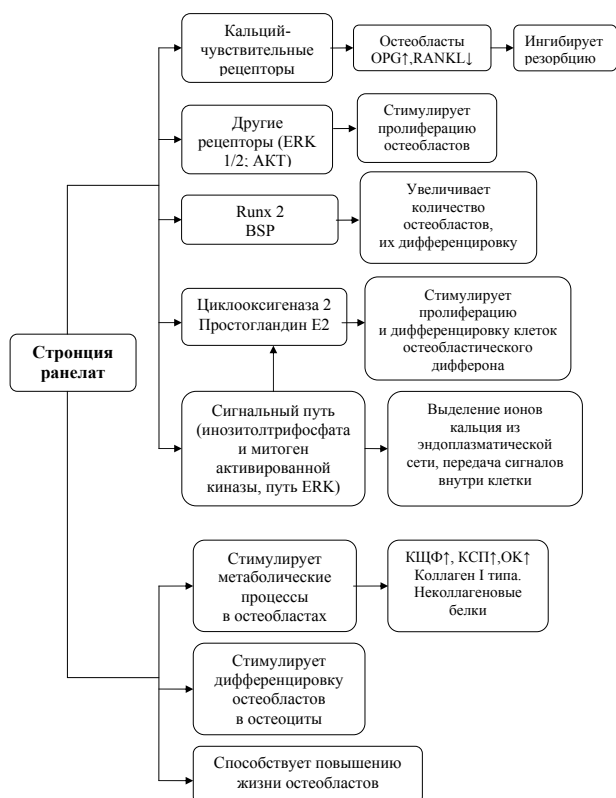 Кальций-
чувствительные
рецепторы
Остеобласты
OPG↑,RANKL↓
Ингибирует
резорбцию
Другие
рецепторы (ERK
1/2; АКТ)
Стимулирует
пролиферацию
остеобластов
Runx 2
BSP
Увеличивает
количество
остеобластов,
их дифференцировку
Циклооксигеназа 2
Простогландин Е2
Стимулирует
пролиферацию
и дифференцировку клеток
остеобластического
дифферона
Стронция
ранелат
Сигнальный путь
(инозитолтрифосфата
и митоген
активированной
киназы, путь ERK)
Выделение ионов
кальция из
эндоплазматической
сети, передача сигналов
внутри клетки
Стимулирует
метаболические
процессы
в остеобластах
КЩФ↑, КСП↑,ОК↑
Коллаген I типа.
Неколлагеновые
белки
Стимулирует
дифференцировку
остеобластов
в остеоциты
Способствует повышению
жизни остеобластов